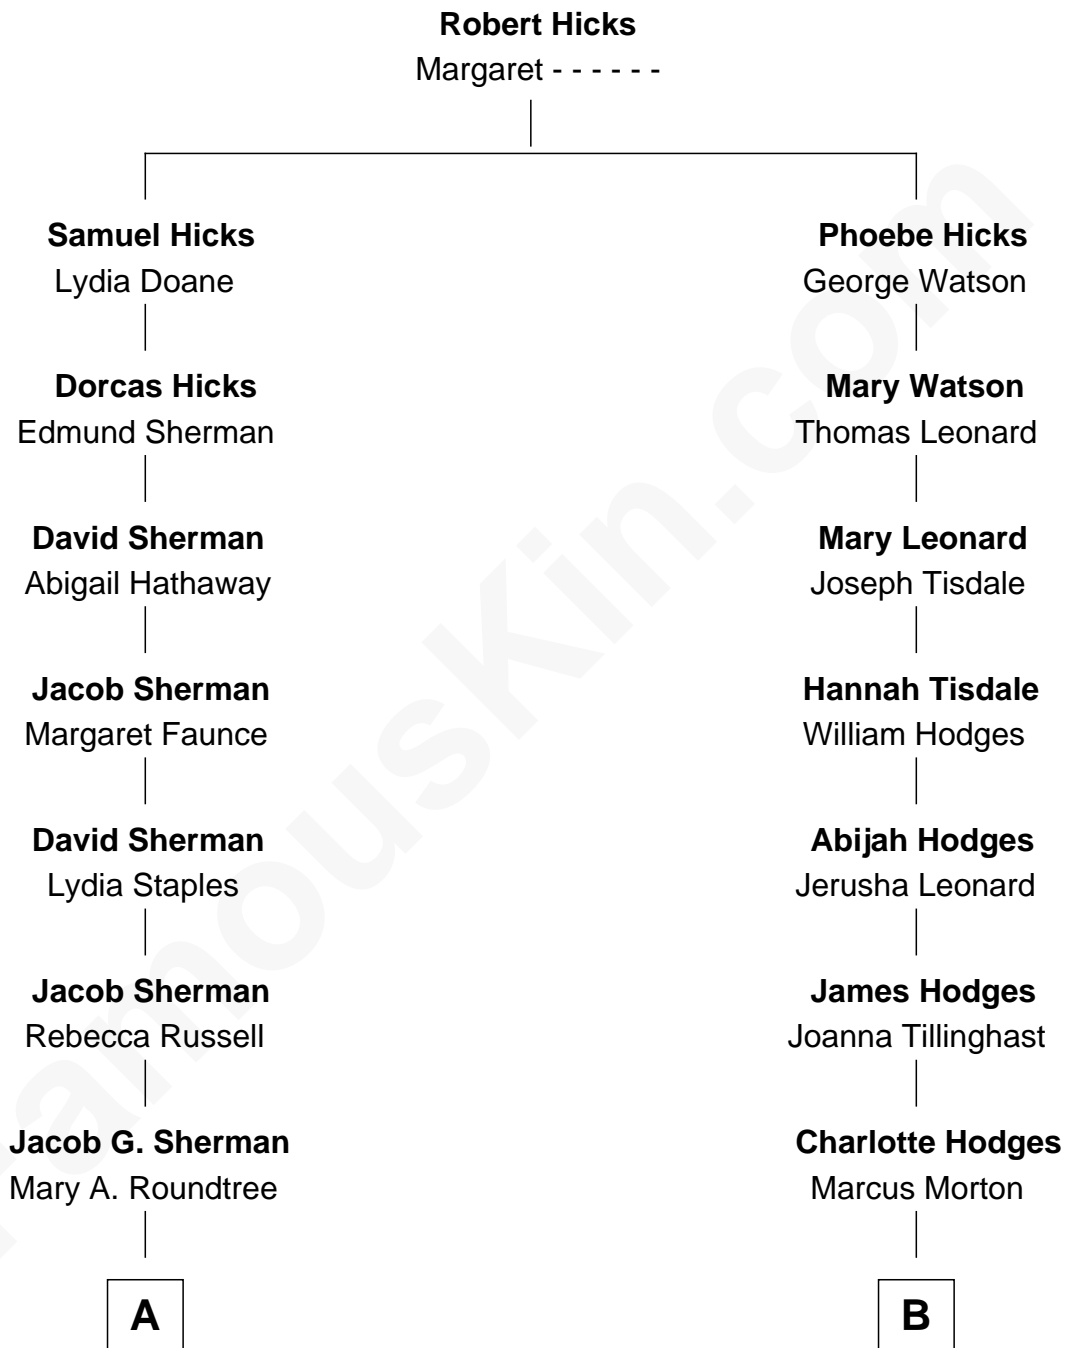 Robert Hicks
Margaret - - - - - -
Samuel Hicks
Lydia Doane
Dorcas Hicks
Edmund Sherman
David Sherman
Abigail Hathaway
Jacob Sherman
Margaret Faunce
David Sherman
Lydia Staples
Jacob Sherman
Rebecca Russell
Jacob G. Sherman
Mary A. Roundtree
A
Phoebe Hicks
George Watson
Mary Watson
Thomas Leonard
Mary Leonard
Joseph Tisdale
Hannah Tisdale
William Hodges
Abijah Hodges
Jerusha Leonard
James Hodges
Joanna Tillinghast
Charlotte Hodges
Marcus Morton
B
FamousKin.com